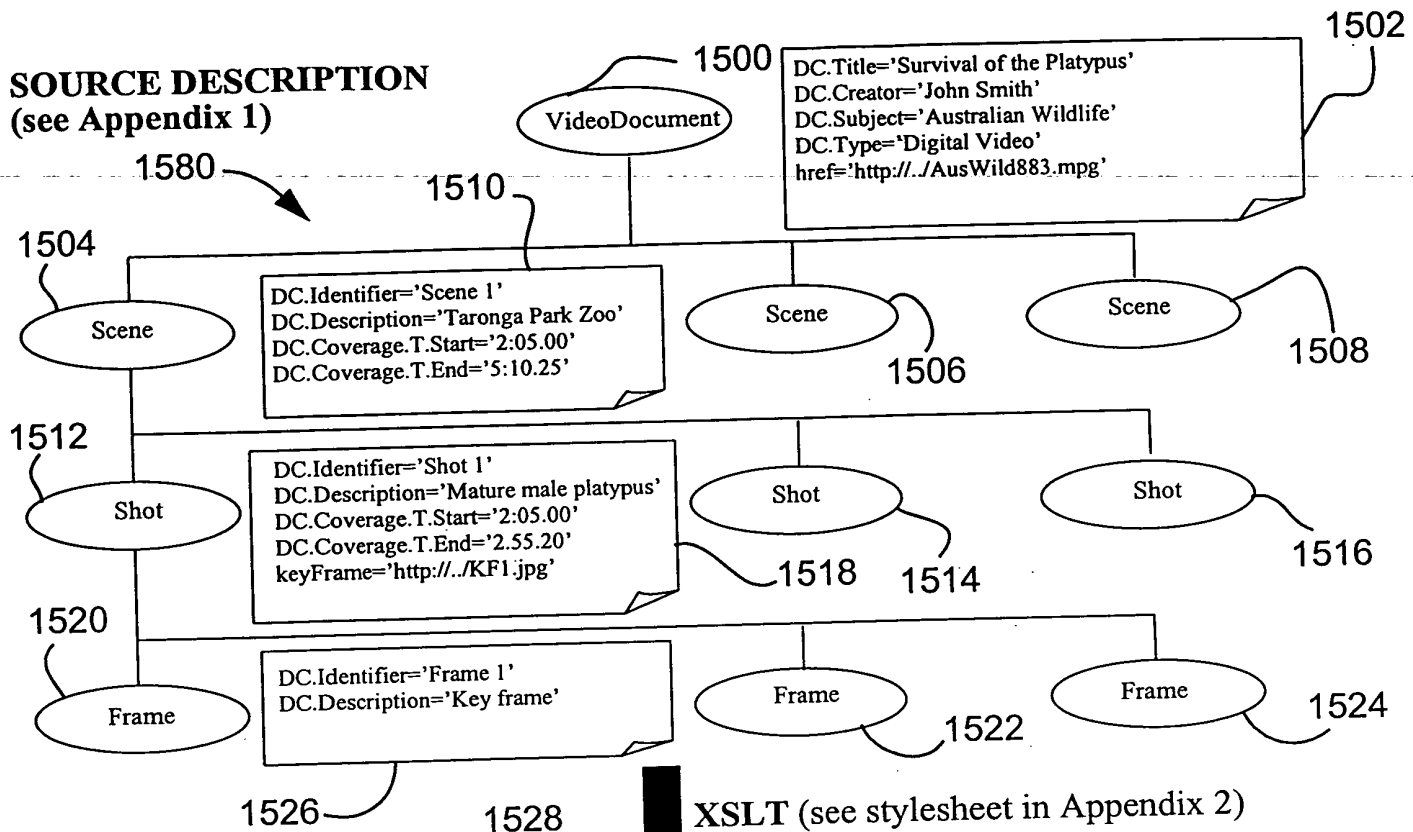 1502
1500
SOURCE DESCRIPTION
(see Appendix 1)
VideoDocument
DC.Title='Survival of the Platypus'
DC.Creator='John Smith'
DC.Subject='Australian Wildlife'
DC.Type='Digital Video'
href='http://../AusWild883.mpg'
1580
1510
1504
Scene
DC.Identifier='Scene 1'
DC.Description='Taronga Park Zoo'
DC.Coverage.T.Start='2:05.00'
DC.Coverage.T.End='5:10.25'
Scene
Scene
1506
1508
1512
Shot
DC.Identifier='Shot 1'
DC.Description='Mature male platypus'
DC.Coverage.T.Start='2:05.00'
DC.Coverage.T.End='2.55.20'
keyFrame='http://../KF1.jpg'
Shot
Shot
1518
1514
1516
1520
Frame
DC.Identifier='Frame 1'
DC.Description='Key frame'
Frame
Frame
1522
1524
1526
1528
XSLT (see stylesheet in Appendix 2)